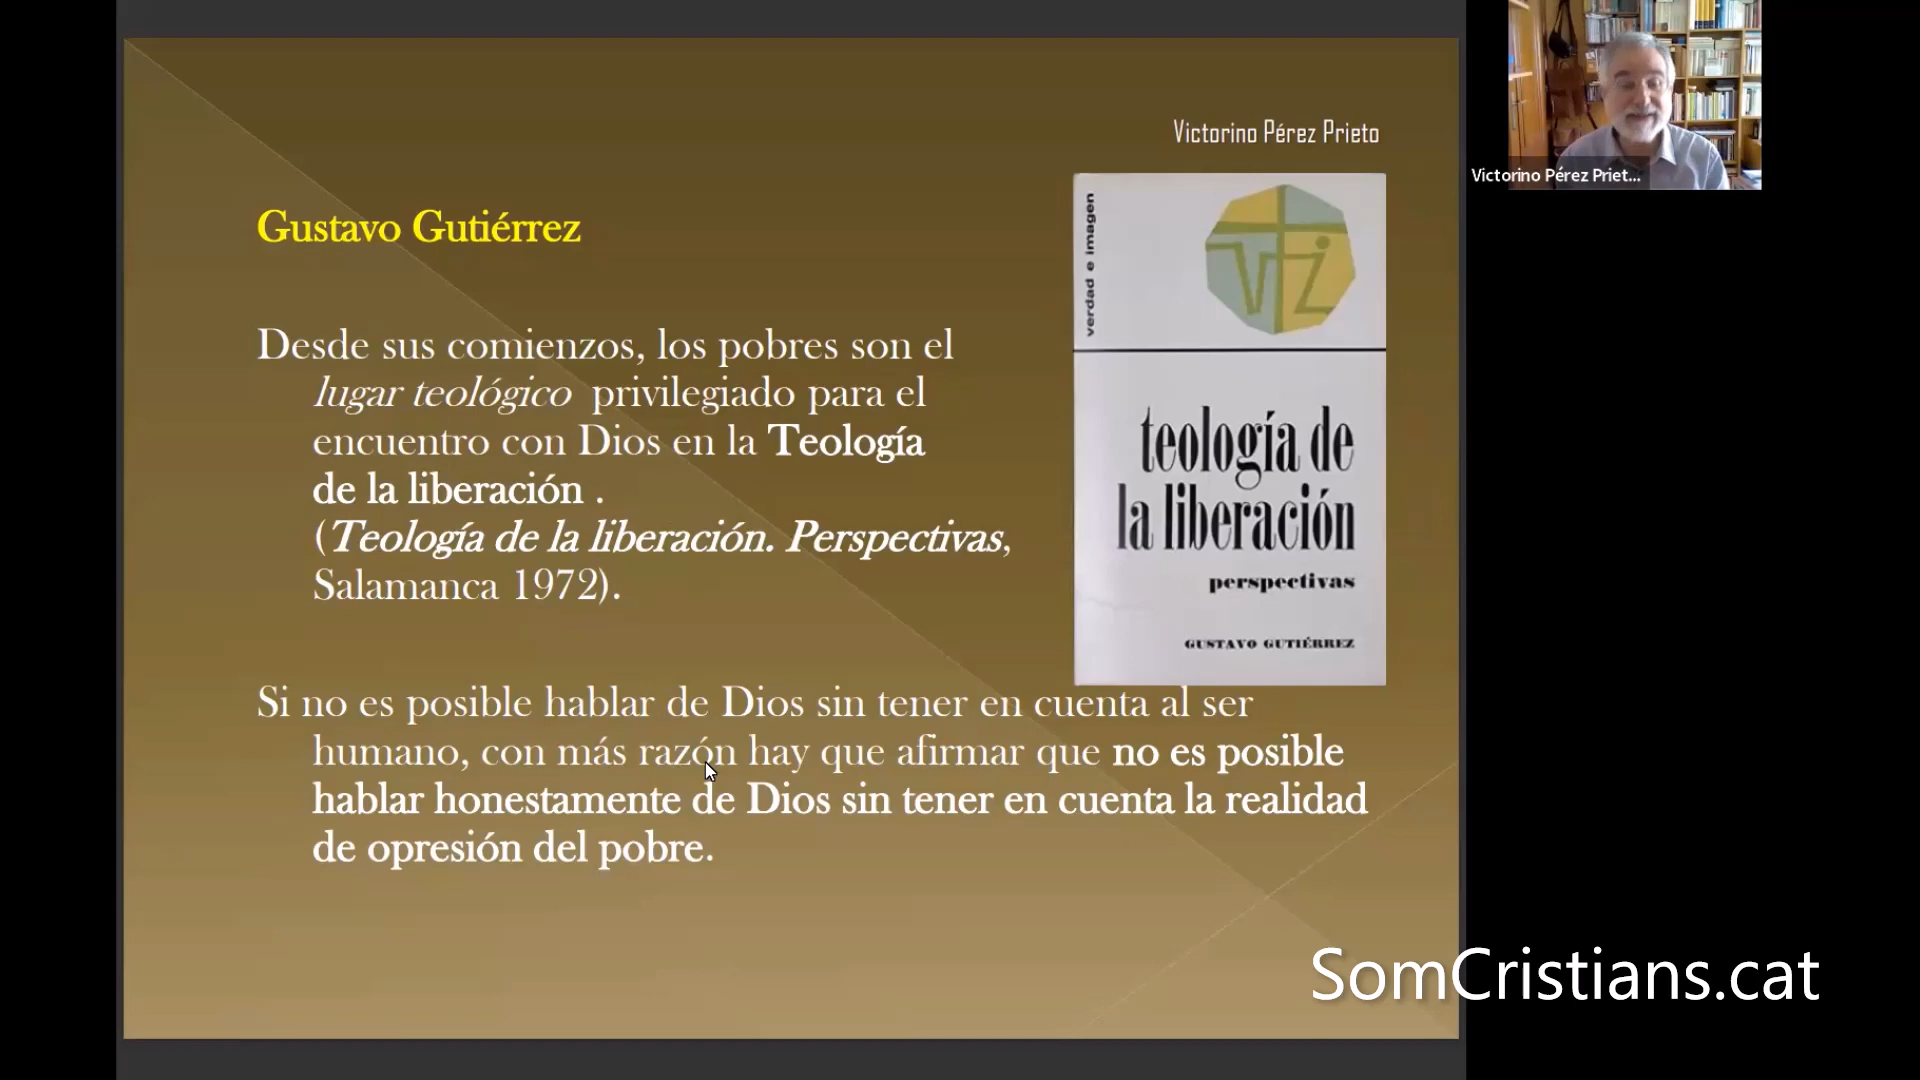 Victorino Pérez Prieto
Victorino Pérez Priet...
Gustavo Gutiérrez
Desde sus comienzos, los pobres son el
lugar teológico privilegiado para el
encuentro con Dios en la Teología
de la liberación .
(Teología de la liberación. Perspectivas,
Salamanca 1972).
verdad e imagen
vi
teología de
la liberación
perspectivas
GUSTAVO GUTIÉRREZ
Si no es posible hablar de Dios sin tener en cuenta al ser
humano, con más razón hay que afirmar que no es posible
hablar honestamente de Dios sin tener en cuenta la realidad
de opresión del pobre.
SomCristians.cat